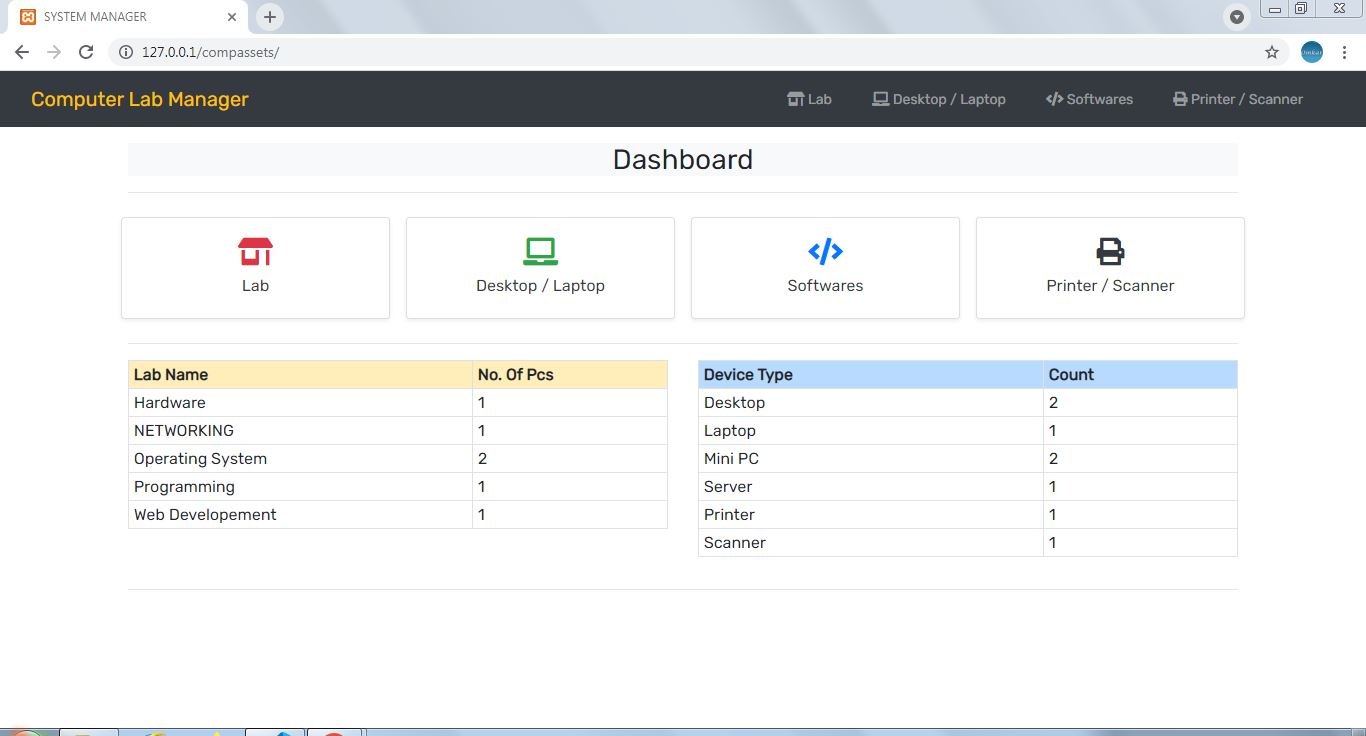 SYSTEM MANAGER
127.0.0.1/compassets/
Computer Lab Manager Lab Desktop / Laptop Softwares Printer / Scanner
Dashboard
Lab Desktop / Laptop Softwares Printer / Scanner
Lab Name No. Of Pcs
Hardware 1
NETWORKING 1
Operating System 2
Programming 1
Web Developement 1
Device Type Count
Desktop 2
Laptop 1
Mini PC 2
Server 1
Printer 1
Scanner 1